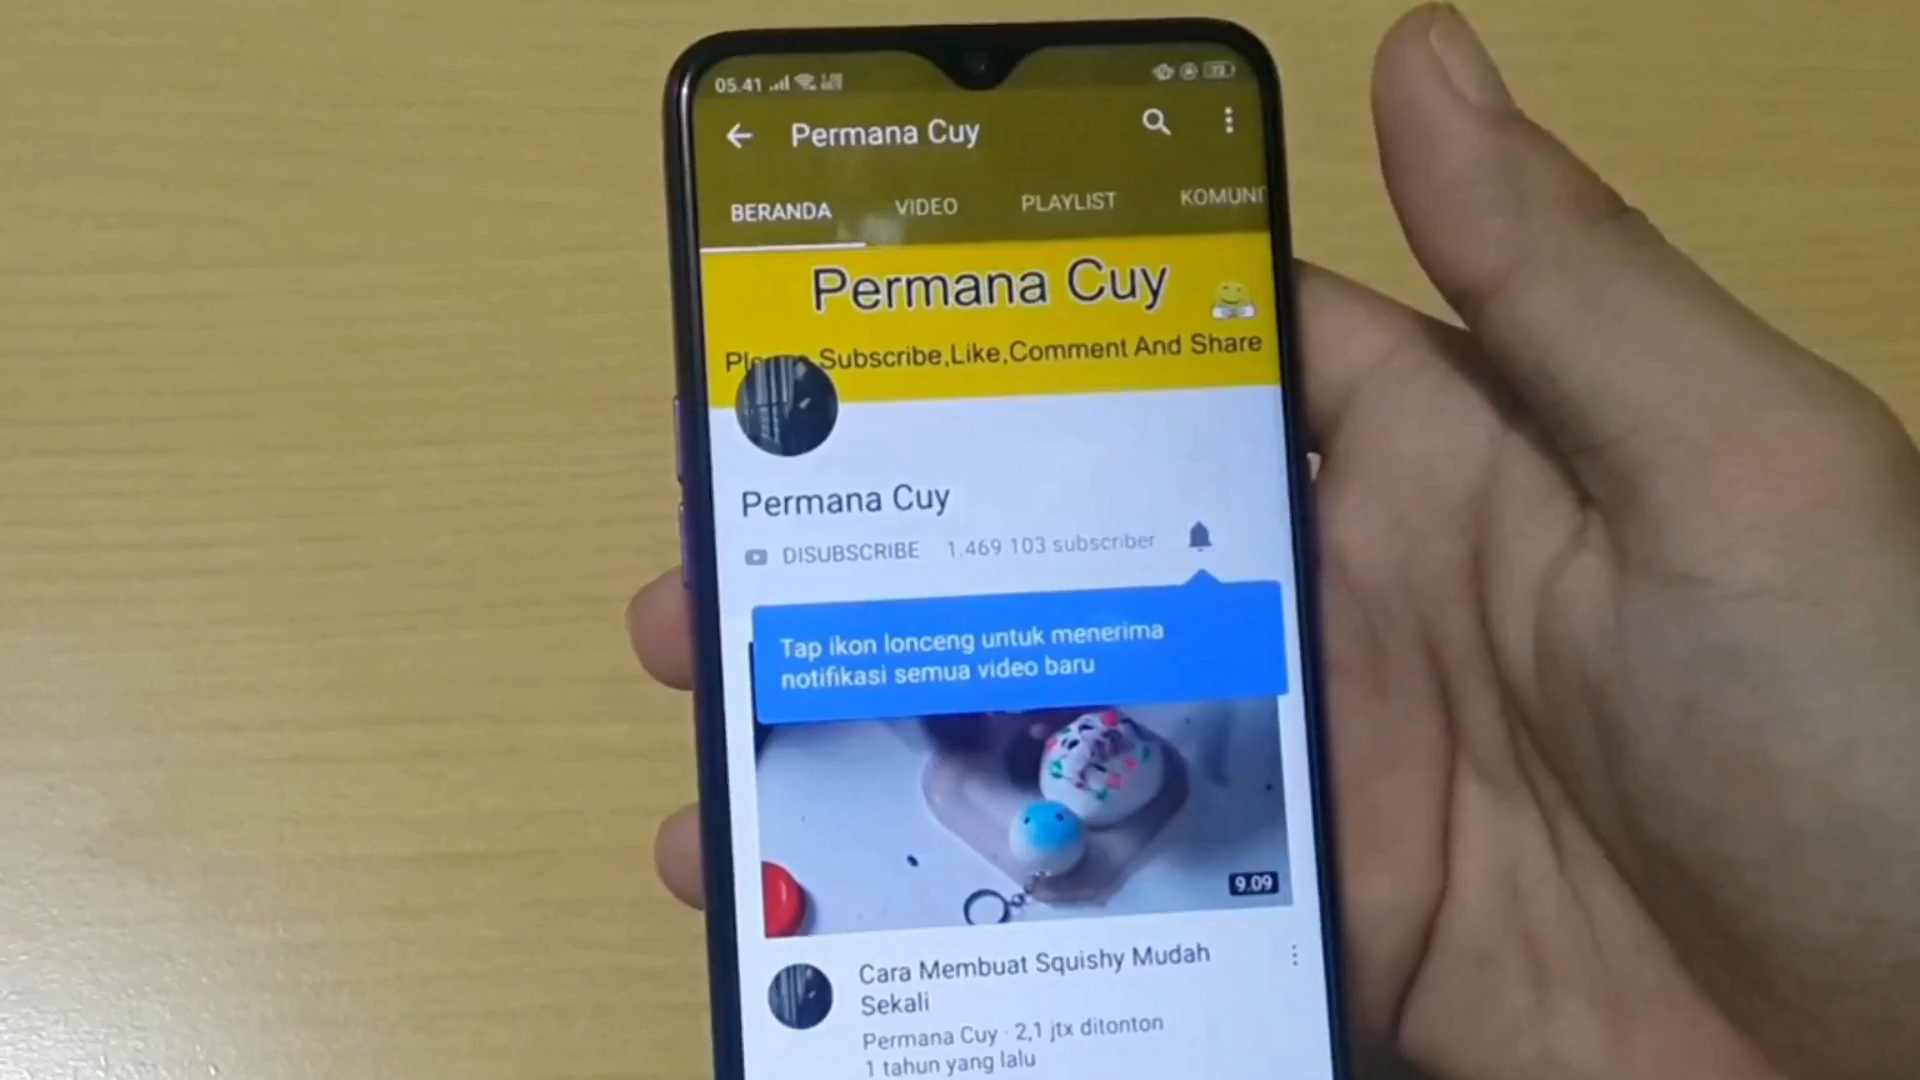 05.41
Permana Cuy
BERANDA VIDEO PLAYLIST KOMUNI
Permana Cuy
Subscribe,Like,Comment And Share
Permana Cuy
DISUBSCRIBE 1.469.103 subscriber
Tap ikon lonceng untuk menerima
notifikasi semua video baru
9.09
Cara Membuat Squishy Mudah
Sekali
Permana Cuy · 2,1 jtx ditonton
1 tahun yang lalu